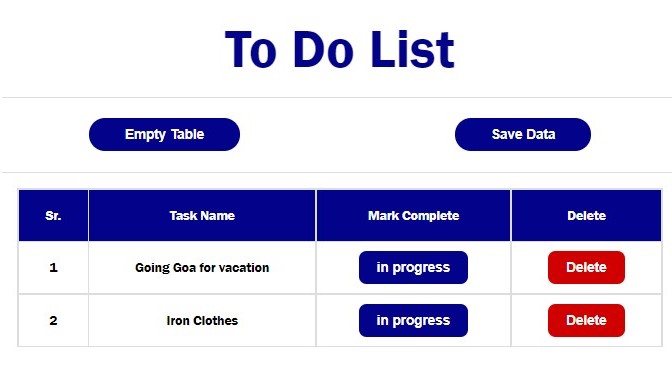 To Do List
Empty Table Save Data
Sr. Task Name Mark Complete Delete
1 Going Goa for vacation in progress Delete
2 Iron Clothes in progress Delete